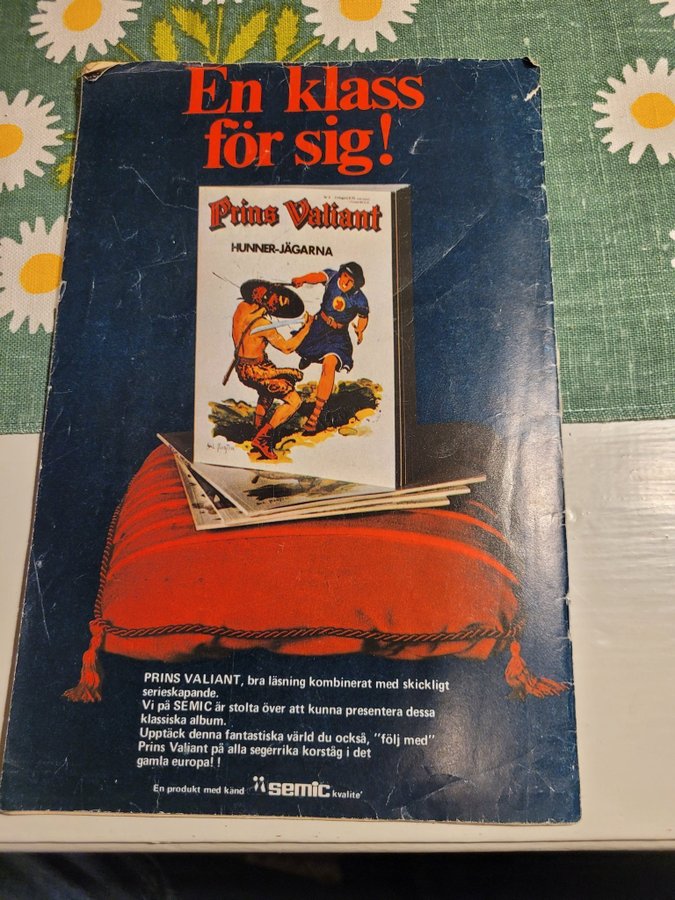 En klass
för sig!
Prins Valiant
HUNNER-JÄGARNA
PRINS VALIANT, bra läsning kombinerat med skickligt
serieskapande.
Vi på SEMIC är stolta över att kunna presentera dessa
klassiska album.
Upptäck denna fantastiska värld du också, "följ med"
Prins Valiant på alla segerrika korståg i det
gamla europa!!
En produkt med känd semic kvalite'